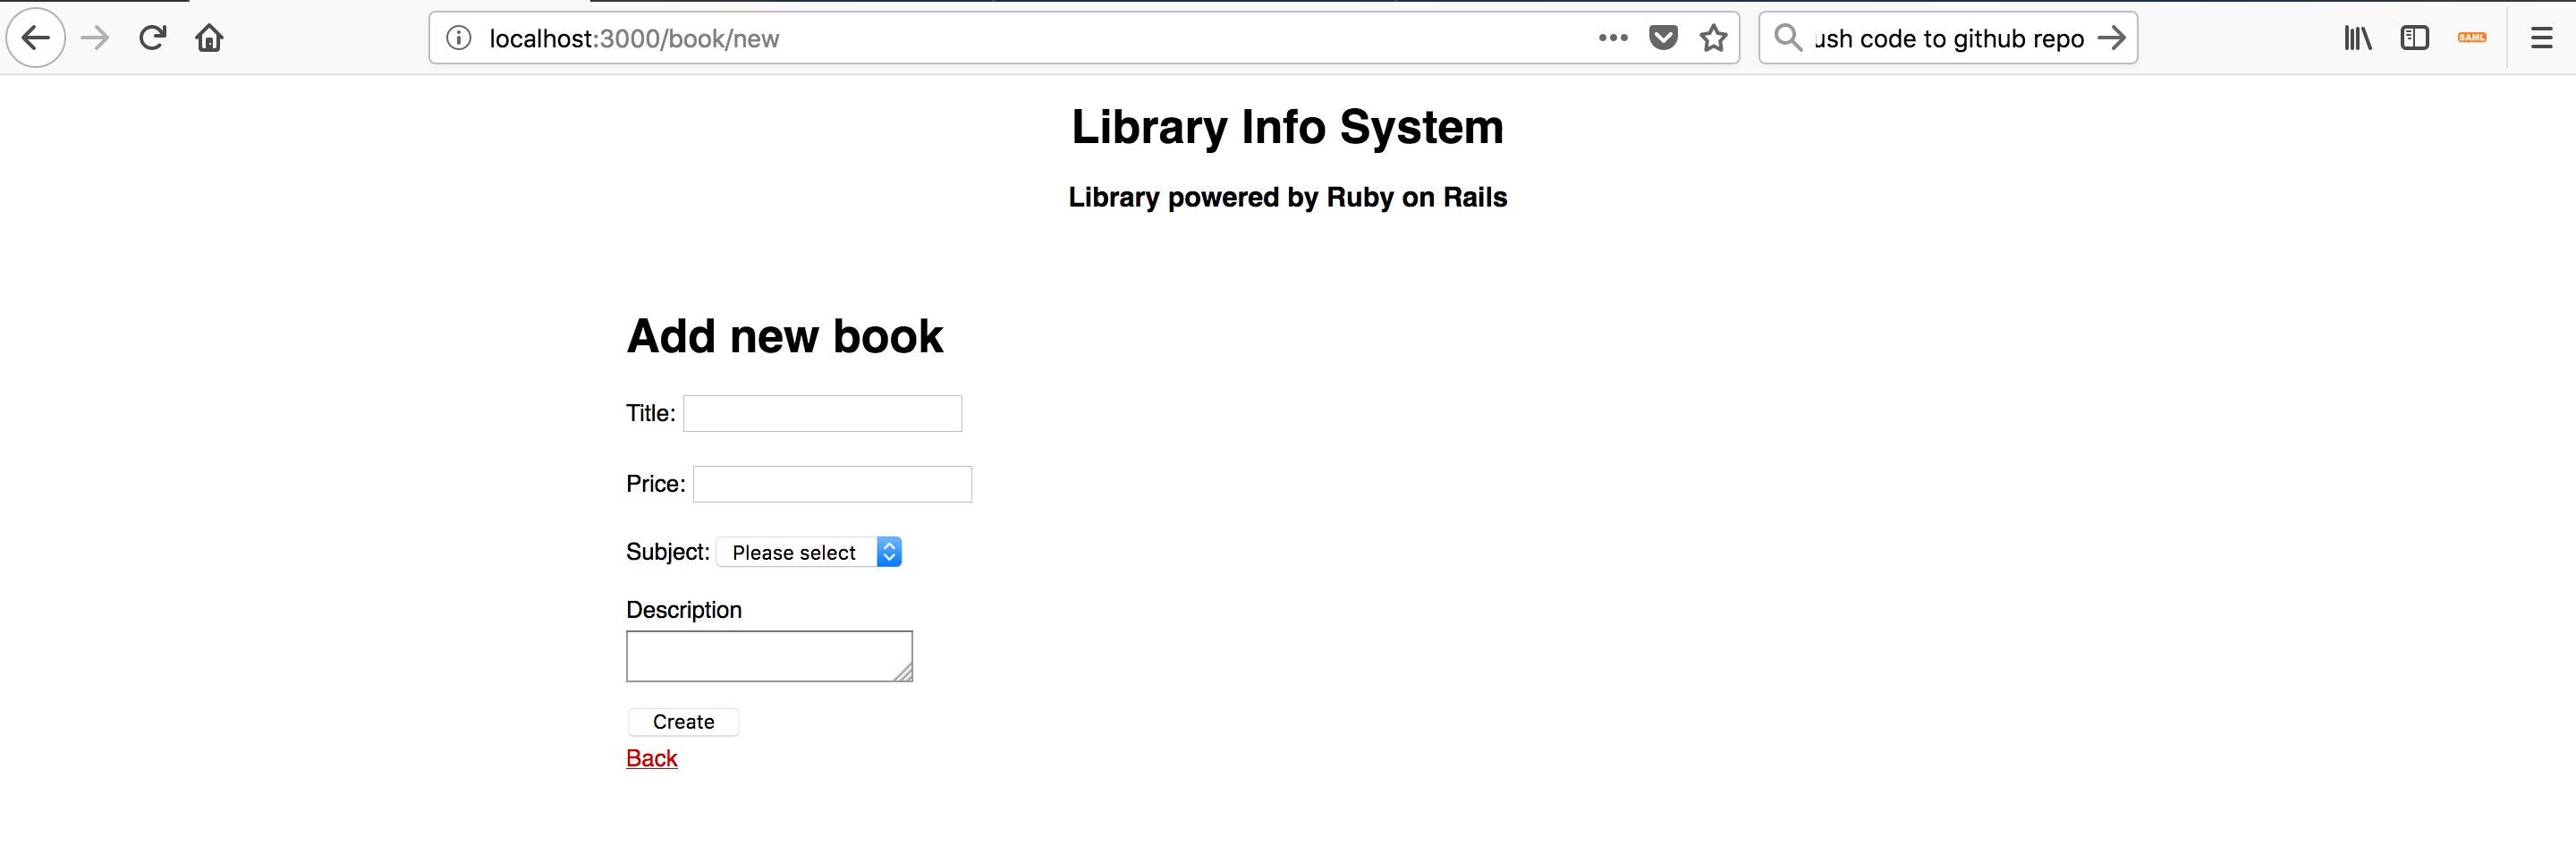 localhost:3000/book/new
ush code to github repo
SAML
Library Info System
Library powered by Ruby on Rails
Add new book
Title:
Price:
Subject: Please select
Description
Create
Back